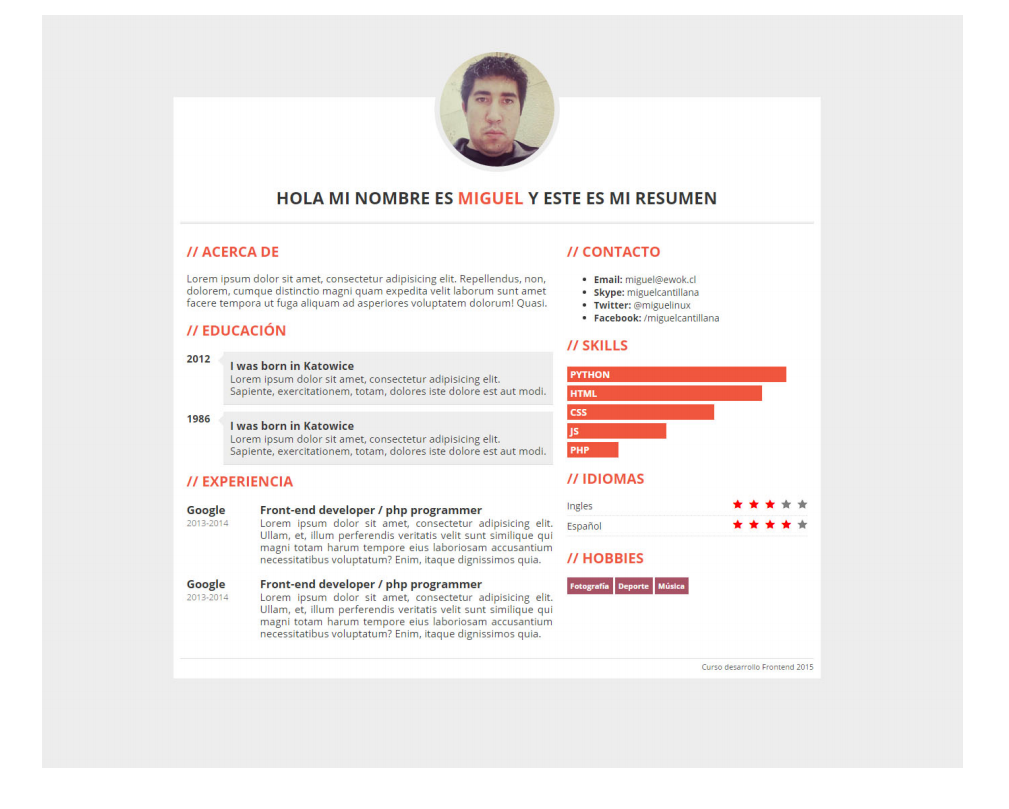 HOLA MI NOMBRE ES MIGUEL Y ESTE ES MI RESUMEN
// ACERCA DE
Lorem ipsum dolor sit amet, consectetur adipisicing elit. Repellendus, non,
dolorem, cumque distinctio magni quam expedita velit laborum sunt amet
facere tempora ut fuga aliquam ad asperiores voluptatem dolorum! Quasi.
// EDUCACIÓN
2012
I was born in Katowice
Lorem ipsum dolor sit amet, consectetur adipisicing elit.
Sapiente, exercitationem, totam, dolores iste dolore est aut modi.
1986
I was born in Katowice
Lorem ipsum dolor sit amet, consectetur adipisicing elit.
Sapiente, exercitationem, totam, dolores iste dolore est aut modi.
// EXPERIENCIA
Google
2013-2014
Front-end developer / php programmer
Lorem ipsum dolor sit amet, consectetur adipisicing elit.
Ullam, et, illum perferendis veritatis velit sunt similique qui
magni totam harum tempore eius laboriosam accusantium
necessitatibus voluptatum? Enim, itaque dignissimos quia.
Google
2013-2014
Front-end developer / php programmer
Lorem ipsum dolor sit amet, consectetur adipisicing elit.
Ullam, et, illum perferendis veritatis velit sunt similique qui
magni totam harum tempore eius laboriosam accusantium
necessitatibus voluptatum? Enim, itaque dignissimos quia.
// CONTACTO
Email: miguel@ewok.cl
Skype: miguelcantillana
Twitter: @miguelinux
Facebook: /miguelcantillana
// SKILLS
PYTHON
HTML
CSS
JS
PHP
// IDIOMAS
Ingles
Español
// HOBBIES
Fotografía Deporte Música
Curso desarrollo Frontend 2015